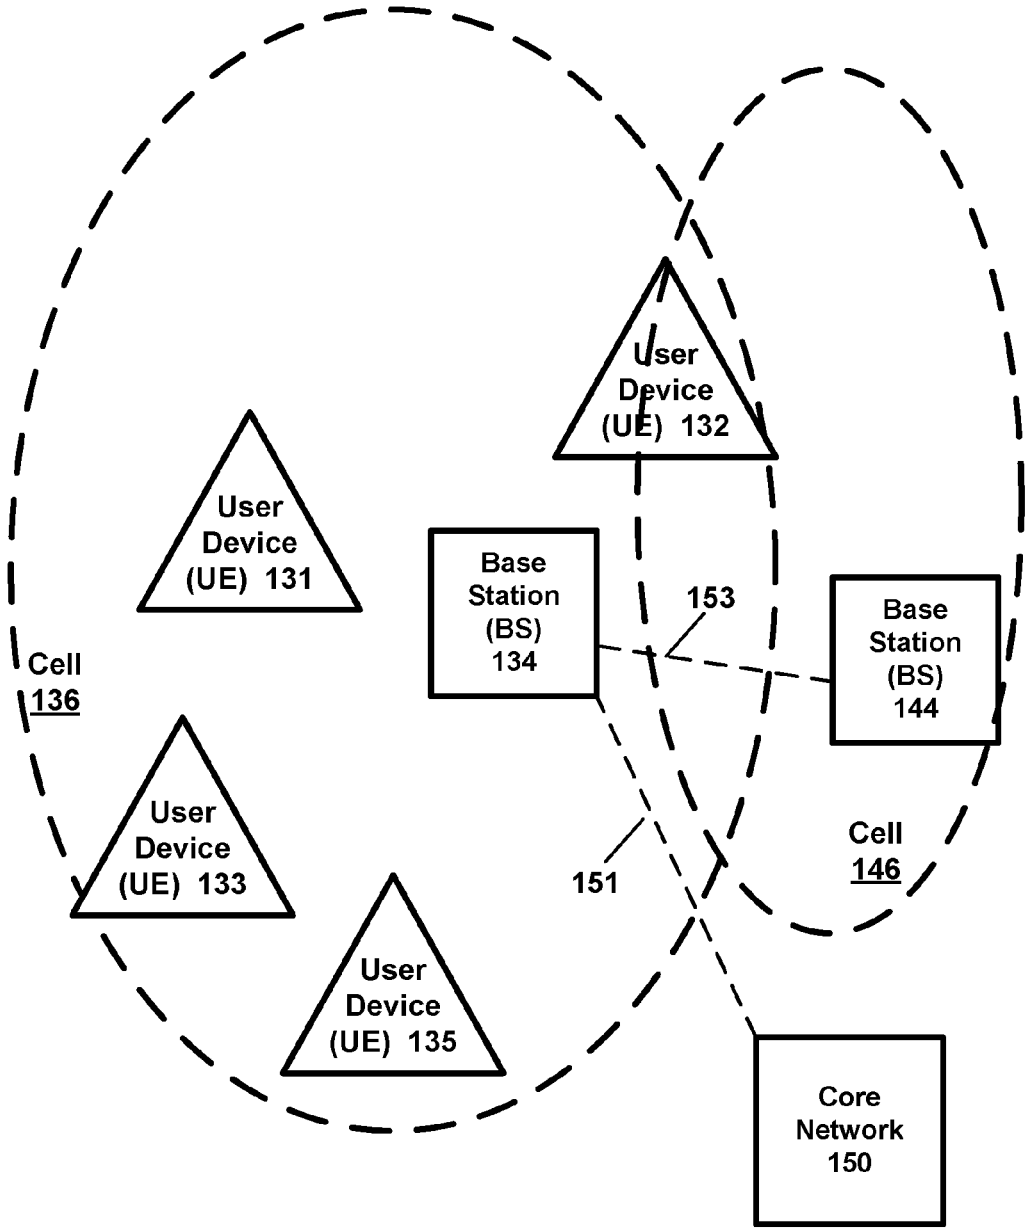 User
Device
(UE) 132
User
Device
(UE) 131
Base
Station
(BS)
134
153
Base
Station
(BS)
144
Cell
136
User
Device
(UE) 133
151
Cell
146
User
Device
(UE) 135
Core
Network
150